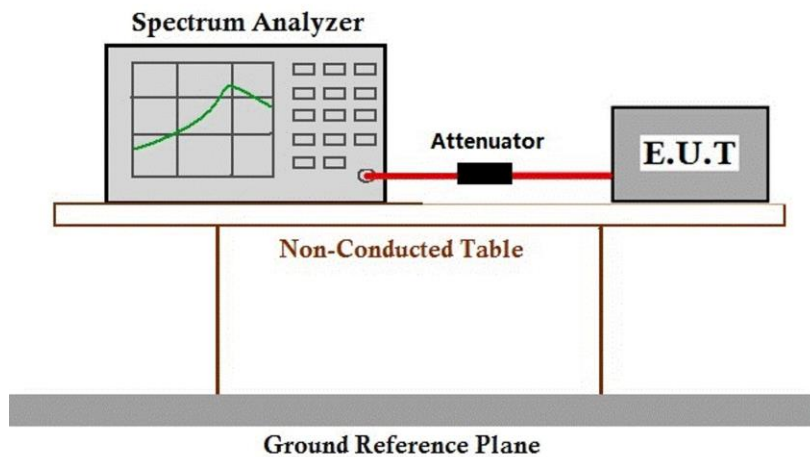 Spectrum Analyzer
Attenuator
E.U.T
Non-Conducted Table
Ground Reference Plane